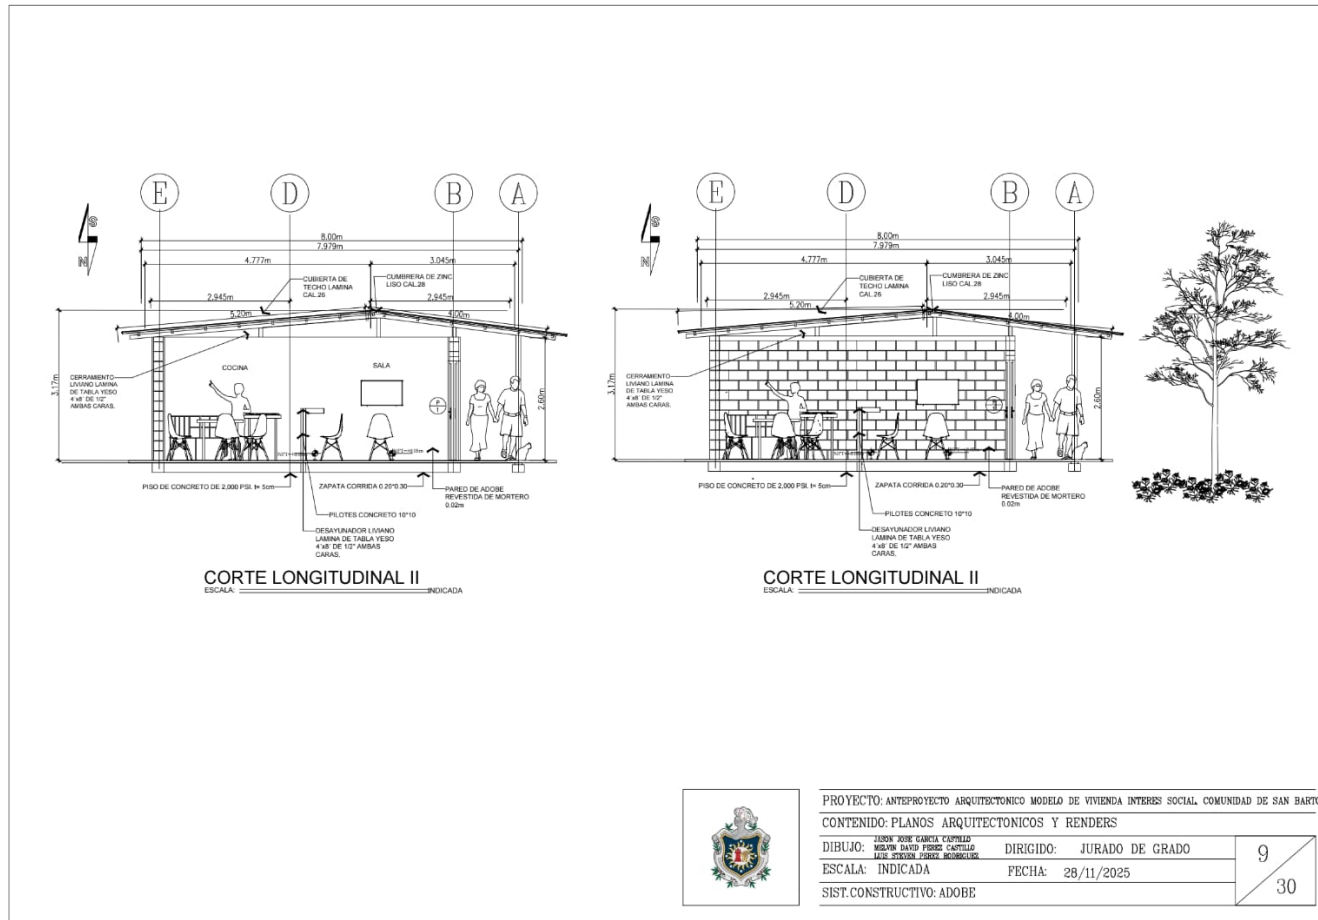 E D B A
S
N
8.00m
7.979m
4.777m 3.045m
CUBIERTA DE
TECHO LAMINA
CAL.26
CUMBRERA DE ZINC
LISO CAL.28
2.945m 2.945m
5.20m 4.00m
3.17m
CERRAMIENTO
LIVIANO LAMINA
DE TABLA YESO
4´x8´ DE 1/2"
AMBAS CARAS.
COCINA
SALA
P
1
2.60m
PISO DE CONCRETO DE 2,000 PSI. t= 5cm
ZAPATA CORRIDA 0.20*0.30
PARED DE ADOBE
REVESTIDA DE MORTERO
0.02m
PILOTES CONCRETO 10*10
DESAYUNADOR LIVIANO
LAMINA DE TABLA YESO
4´x8´ DE 1/2" AMBAS
CARAS.
CORTE LONGITUDINAL II
ESCALA: INDICADA
E D B A
S
N
8.00m
7.979m
4.777m 3.045m
CUBIERTA DE
TECHO LAMINA
CAL.26
CUMBRERA DE ZINC
LISO CAL.28
2.945m 2.945m
5.20m 4.00m
3.17m
CERRAMIENTO
LIVIANO LAMINA
DE TABLA YESO
4´x8´ DE 1/2"
AMBAS CARAS.
2.60m
PISO DE CONCRETO DE 2,000 PSI. t= 5cm
ZAPATA CORRIDA 0.20*0.30
PARED DE ADOBE
REVESTIDA DE MORTERO
0.02m
PILOTES CONCRETO 10*10
DESAYUNADOR LIVIANO
LAMINA DE TABLA YESO
4´x8´ DE 1/2" AMBAS
CARAS.
CORTE LONGITUDINAL II
ESCALA: INDICADA
PROYECTO: ANTEPROYECTO ARQUITECTONICO MODELO DE VIVIENDA INTERES SOCIAL, COMUNIDAD DE SAN BARTO
CONTENIDO: PLANOS ARQUITECTONICOS Y RENDERS
DIBUJO: JASON JOSE GARCIA CASTILLO
MELVIN DAVID PEREZ CASTILLO
LUIS STEVEN PEREZ RODRIGUEZ
DIRIGIDO: JURADO DE GRADO
ESCALA: INDICADA FECHA: 28/11/2025
SIST.CONSTRUCTIVO: ADOBE
9
30